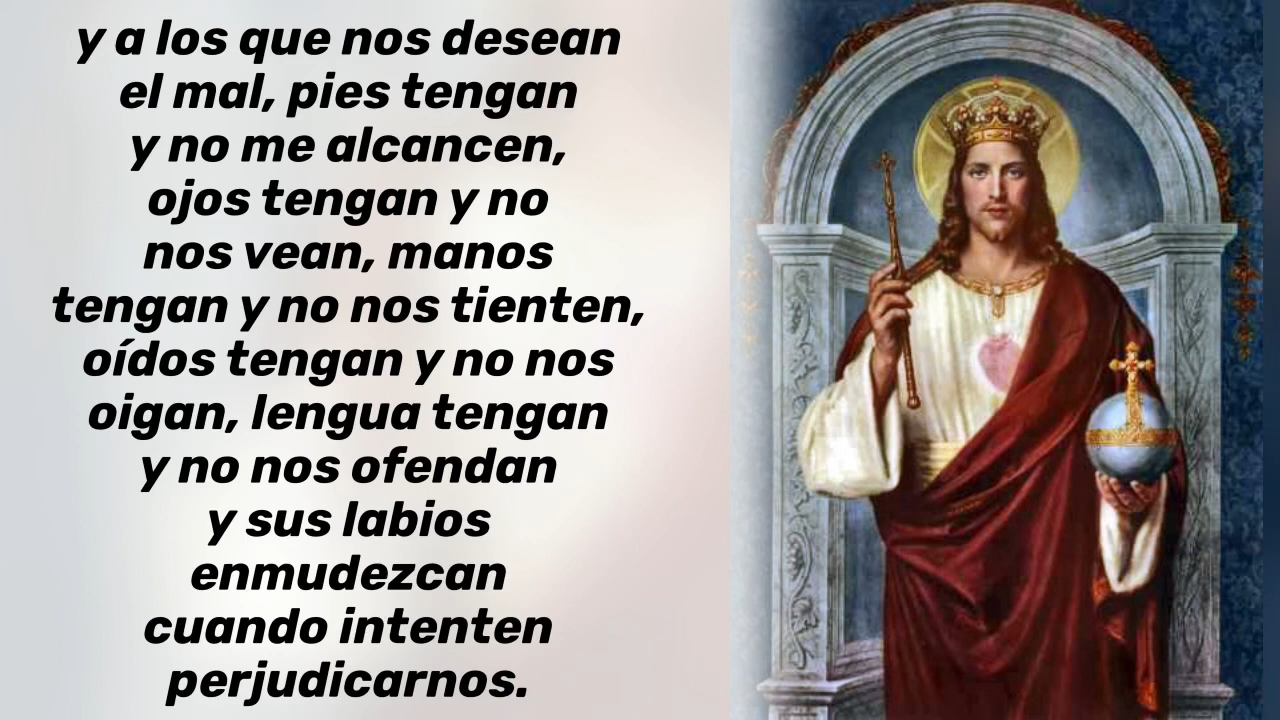 y a los que nos desean
el mal, pies tengan
y no me alcancen,
ojos tengan y no
nos vean, manos
tengan y no nos tienten,
oídos tengan y no nos
oigan, lengua tengan
y no nos ofendan
y sus labios
enmudezcan
cuando intenten
perjudicarnos.